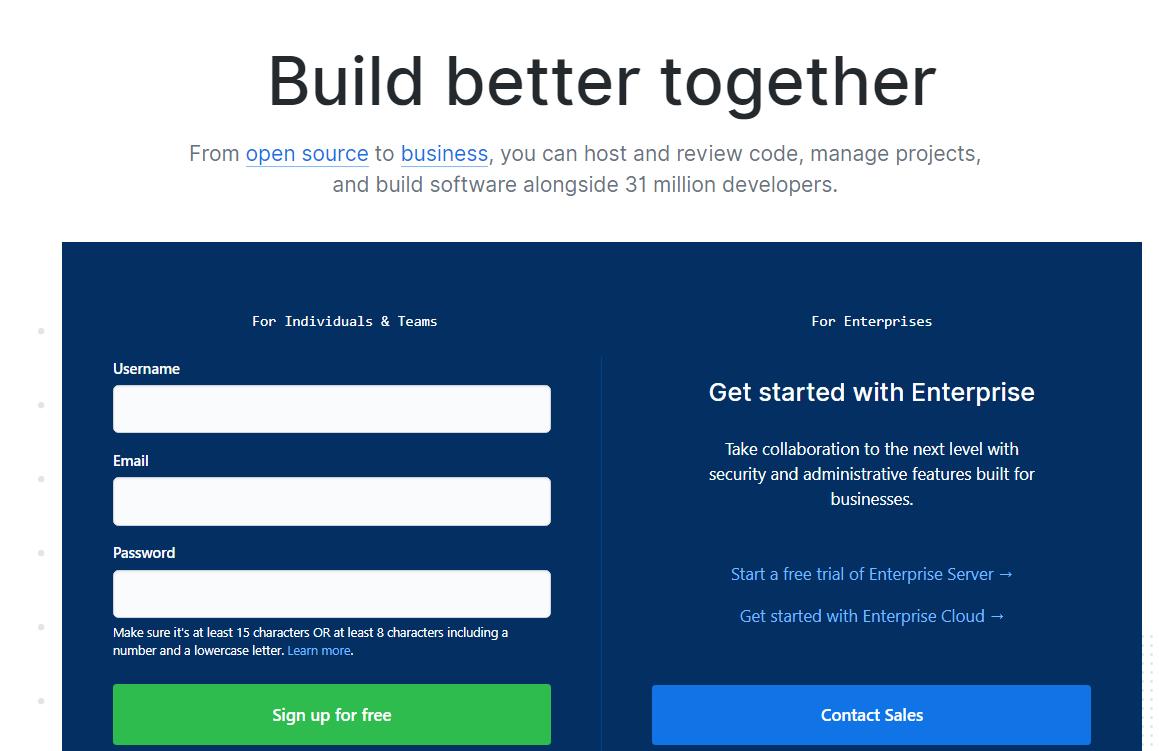 Build better together
From open source to business, you can host and review code, manage projects,
and build software alongside 31 million developers.
For Individuals & Teams
Username
Email
Password
Make sure it's at least 15 characters OR at least 8 characters including a
number and a lowercase letter. Learn more.
Sign up for free
For Enterprises
Get started with Enterprise
Take collaboration to the next level with
security and administrative features built for
businesses.
Start a free trial of Enterprise Server →
Get started with Enterprise Cloud →
Contact Sales